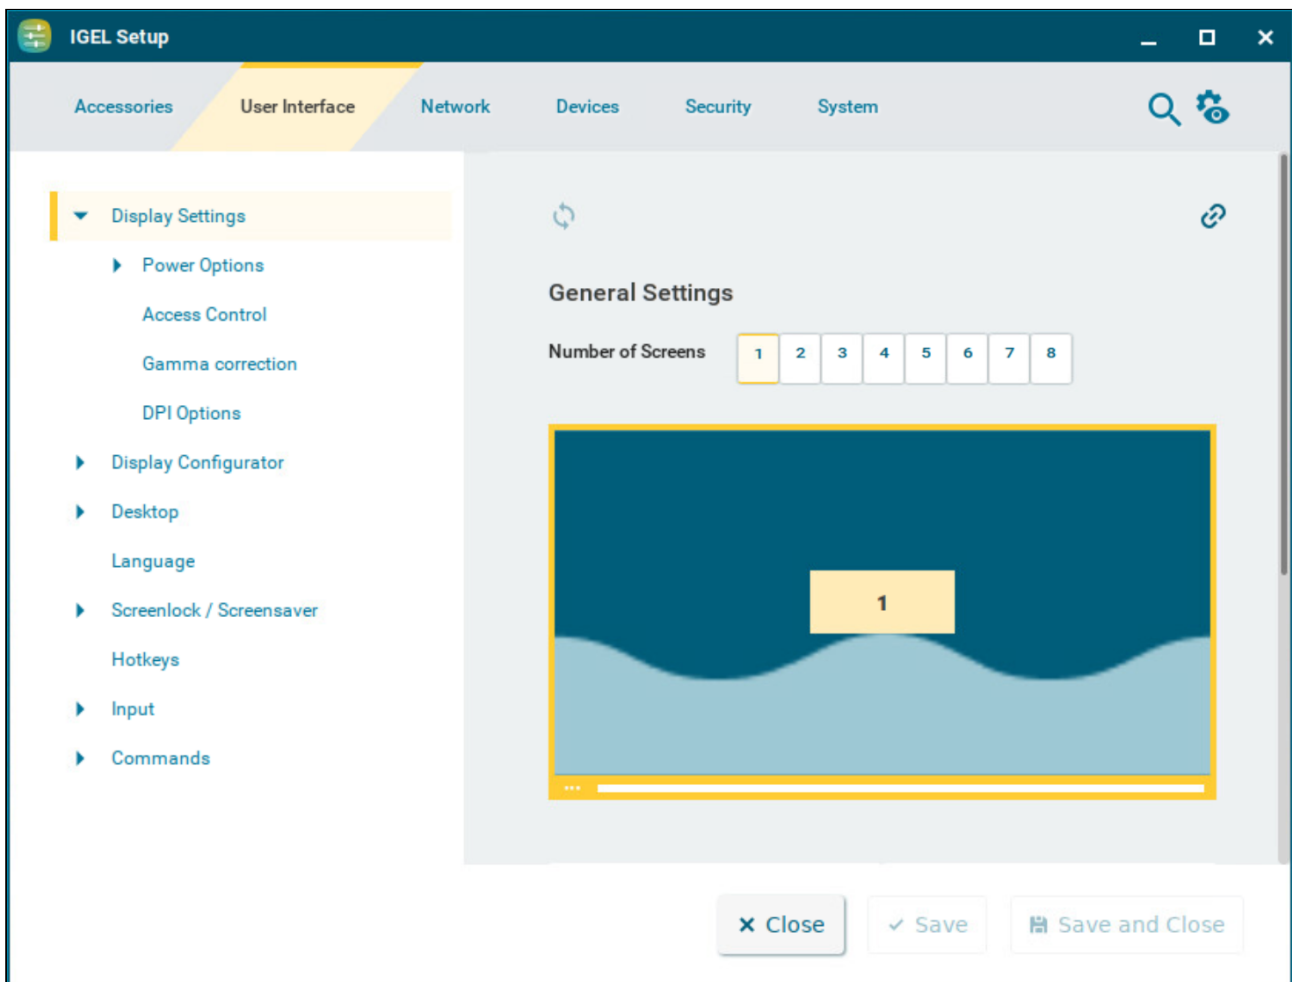 IGEL Setup
Accessories User Interface Network Devices Security System
Display Settings
Power Options
Access Control
Gamma correction
DPI Options
Display Configurator
Desktop
Language
Screenlock / Screensaver
Hotkeys
Input
Commands
General Settings
Number of Screens 1 2 3 4 5 6 7 8
1
Close Save Save and Close